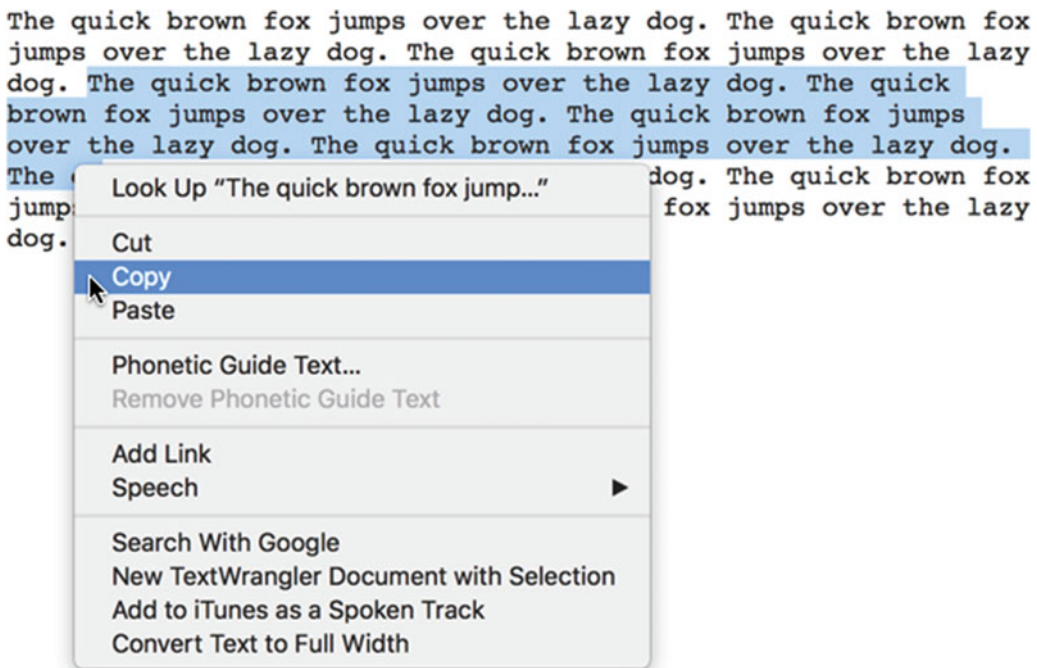 The quick brown fox jumps over the lazy dog. The quick brown fox
jumps over the lazy dog. The quick brown fox jumps over the lazy
dog. The quick brown fox jumps over the lazy dog. The quick
brown fox jumps over the lazy dog. The quick brown fox jumps
over the lazy dog. The quick brown fox jumps over the lazy dog.
The dog. The quick brown fox
fox jumps over the lazy
dog.
Look Up “The quick brown fox jump...”
Cut
Copy
Paste
Phonetic Guide Text...
Remove Phonetic Guide Text
Add Link
Speech
Search With Google
New TextWrangler Document with Selection
Add to iTunes as a Spoken Track
Convert Text to Full Width